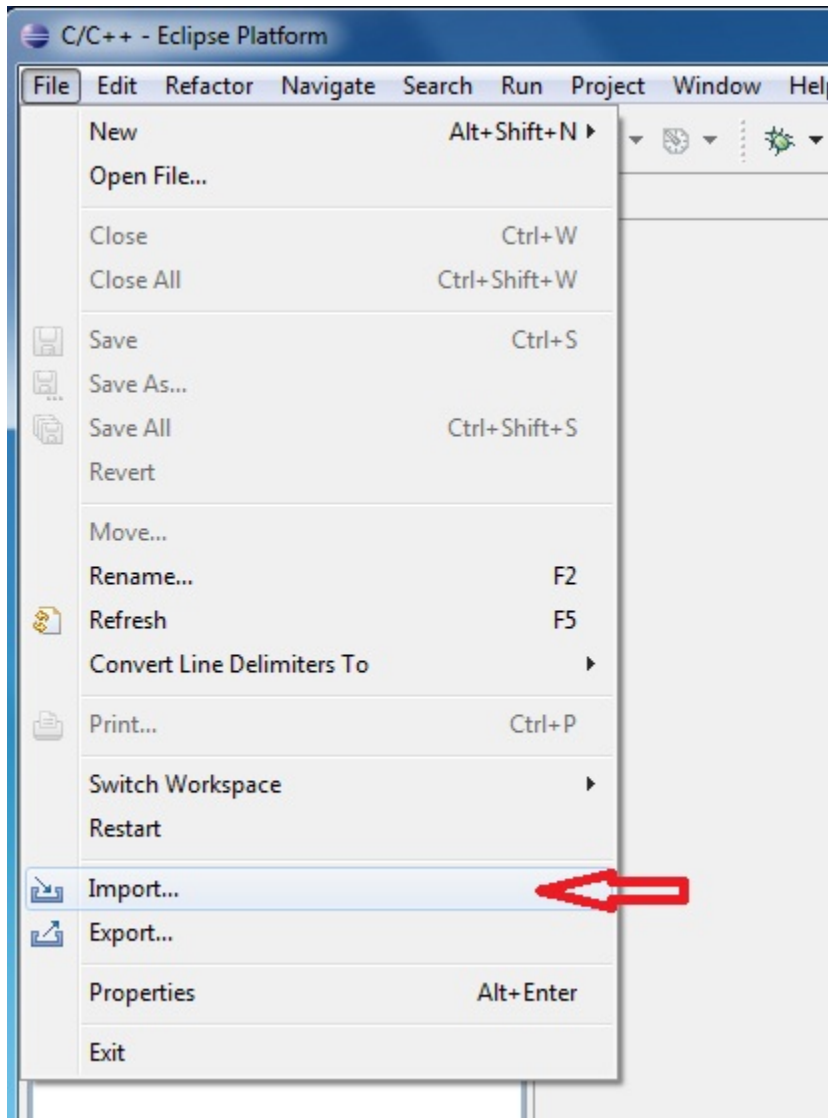 C/C++ - Eclipse Platform
File Edit Refactor Navigate Search Run Project Window Help
New Alt+Shift+N
Open File...
Close Ctrl+W
Close All Ctrl+Shift+W
Save Ctrl+S
Save As...
Save All Ctrl+Shift+S
Revert
Move...
Rename... F2
Refresh F5
Convert Line Delimiters To
Print... Ctrl+P
Switch Workspace
Restart
Import...
Export...
Properties Alt+Enter
Exit